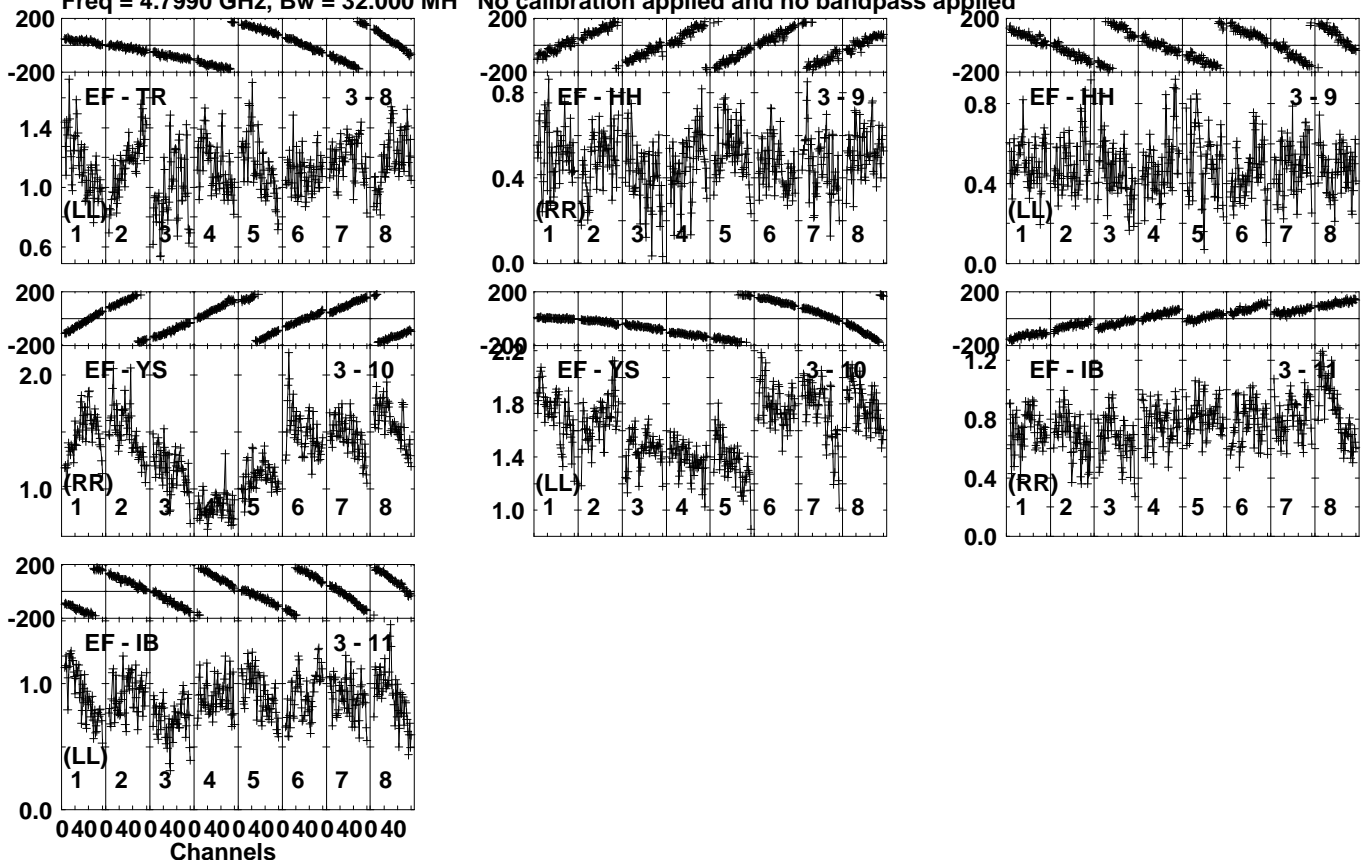 Freq = 4.7990 GHz, Bw = 32.000 MH No calibration applied and no bandpass applied
200
-200
EF - TR 3 - 8
1.4
1.0
(LL)
0.6
1 2 3 4 5 6 7 8
200
-200
EF - HH 3 - 9
0.8
0.4
(RR)
0.0
1 2 3 4 5 6 7 8
200
-200
EF - HH 3 - 9
0.8
0.4
(LL)
0.0
1 2 3 4 5 6 7 8
200
-200
EF - YS 3 - 10
2.0
1.0
(RR)
1 2 3 4 5 6 7 8
200
-200
2.2
EF - YS 3 - 10
1.8
1.4
(LL)
1.0
1 2 3 4 5 6 7 8
200
-200
1.2
EF - IB 3 - 11
0.8
0.4
(RR)
0.0
1 2 3 4 5 6 7 8
200
-200
EF - IB 3 - 11
1.0
(LL)
0.0
1 2 3 4 5 6 7 8
0 40 0 40 0 40 0 40 0 40 0 40 0 40 0 40
Channels